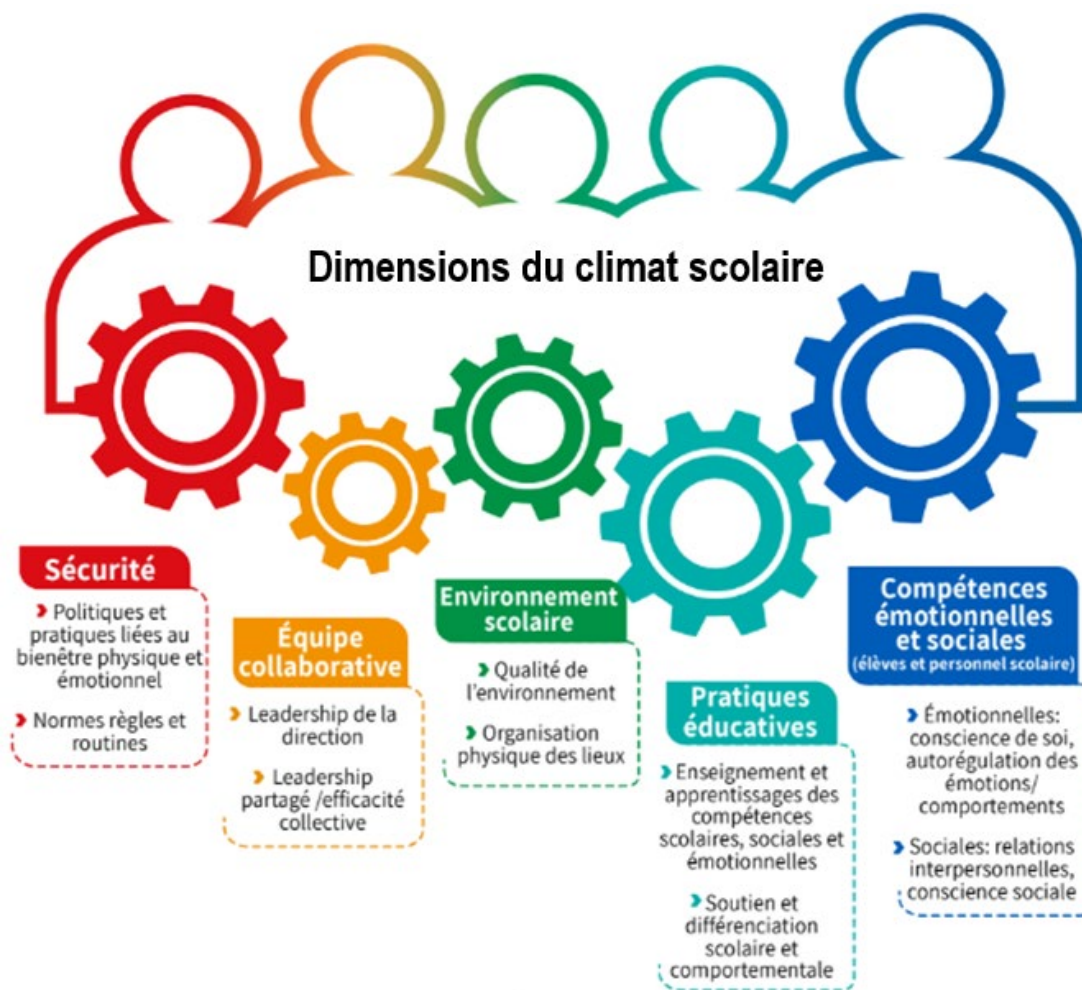 Dimensions du climat scolaire
Sécurité
Politiques et
pratiques liées au
bienêtre physique et
émotionnel
Normes règles et
routines
Équipe
collaborative
Leadership de la
direction
Leadership
partagé /efficacité
collective
Environnement
scolaire
Qualité de
l'environnement
Organisation
physique des lieux
Pratiques
éducatives
Enseignement et
apprentissages des
compétences
scolaires, sociales et
émotionnelles
Soutien et
différenciation
scolaire et
comportementale
Compétences
émotionnelles
et sociales
(élèves et personnel scolaire)
Émotionnelles:
conscience de soi,
autorégulation des
émotions/
comportements
Sociales: relations
interpersonnelles,
conscience sociale